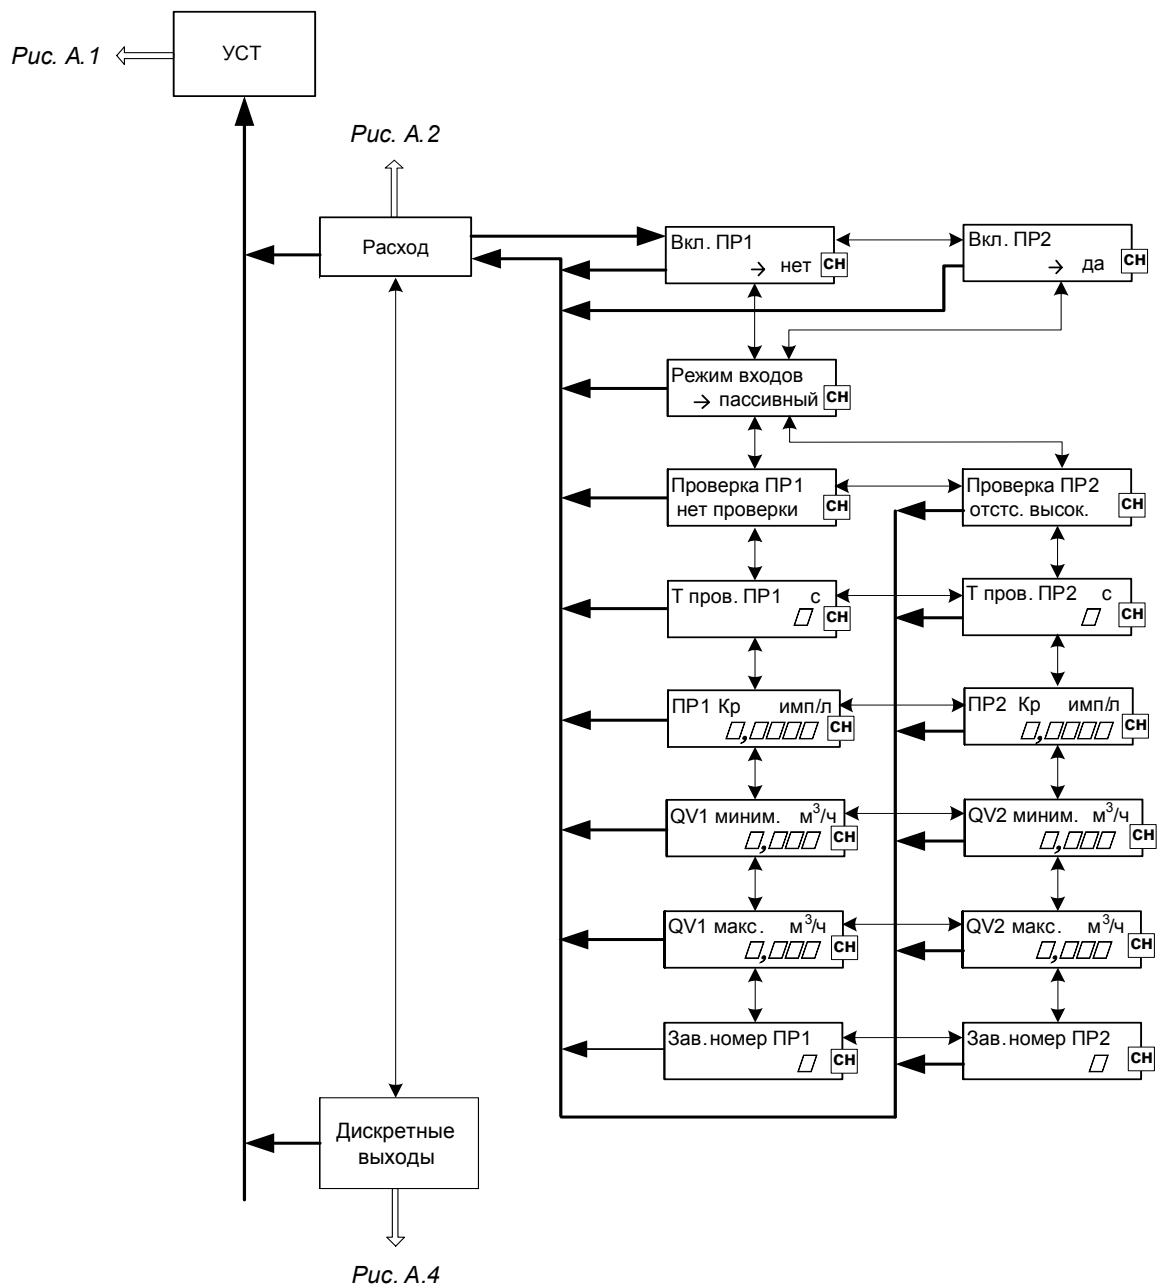 УСТ
Рис. А.1
Рис. А.2
Расход
Вкл. ПР1
→ нет
СН
Вкл. ПР2
→ да
СН
Режим входов
→ пассивный
СН
Проверка ПР1
нет проверки
СН
Проверка ПР2
отстс. высок.
СН
Т пров. ПР1 с
СН
Т пров. ПР2 с
СН
ПР1 Кр имп/л
СН
ПР2 Кр имп/л
СН
QV1 миним. м³/ч
СН
QV2 миним. м³/ч
СН
QV1 макс. м³/ч
СН
QV2 макс. м³/ч
СН
Зав.номер ПР1
СН
Зав.номер ПР2
СН
Дискретные
выходы
Рис. А.4